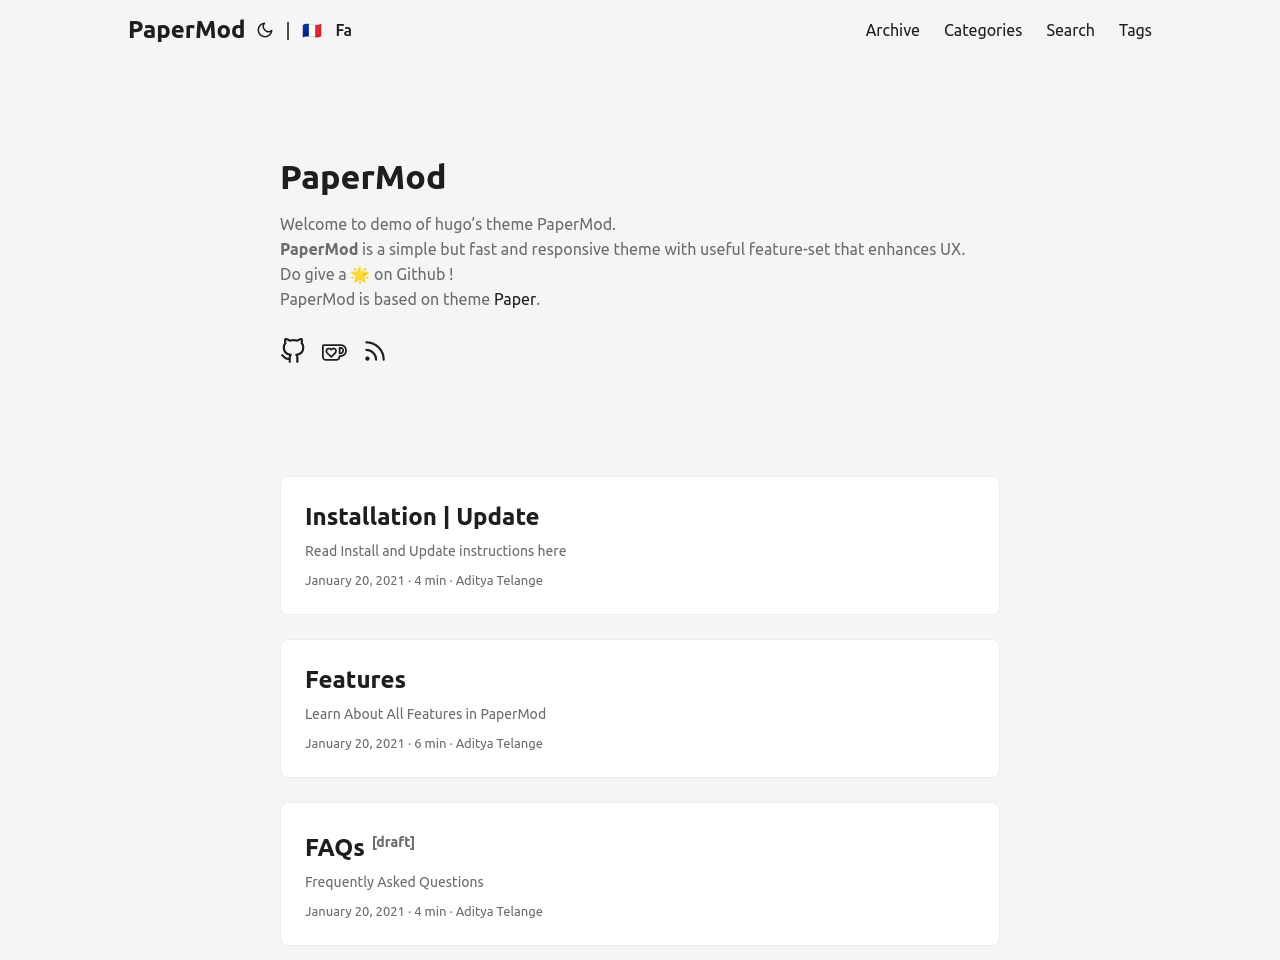 PaperMod | 🇫🇷 Fa
Archive Categories Search Tags
PaperMod
Welcome to demo of hugo’s theme PaperMod.
PaperMod is a simple but fast and responsive theme with useful feature-set that enhances UX.
Do give a 🌟 on Github !
PaperMod is based on theme Paper.
Installation | Update
Read Install and Update instructions here
January 20, 2021 · 4 min · Aditya Telange
Features
Learn About All Features in PaperMod
January 20, 2021 · 6 min · Aditya Telange
FAQs [draft]
Frequently Asked Questions
January 20, 2021 · 4 min · Aditya Telange